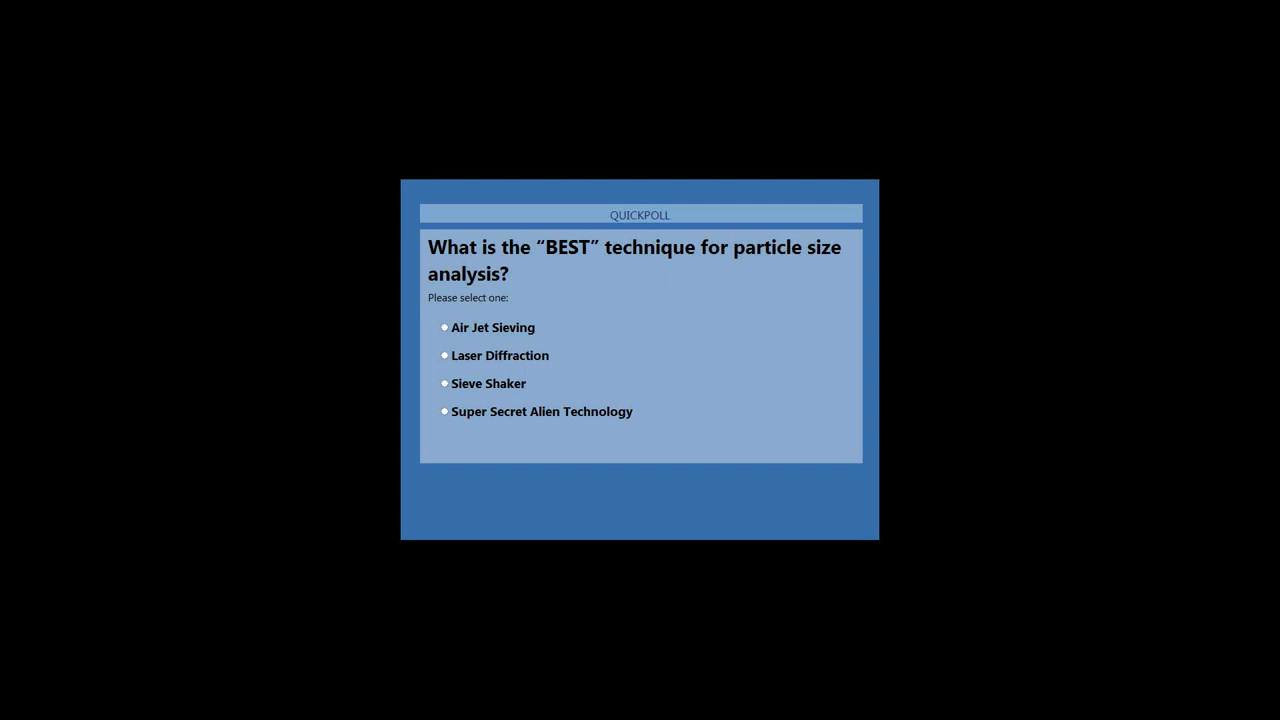 QUICKPOLL
What is the “BEST” technique for particle size
analysis?
Please select one:
Air Jet Sieving
Laser Diffraction
Sieve Shaker
Super Secret Alien Technology